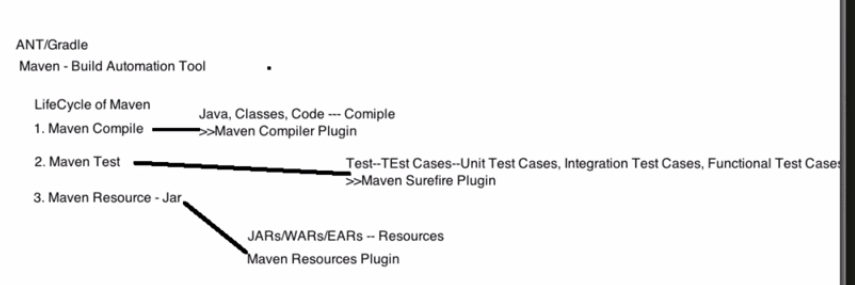 ANT/Gradle
Maven - Build Automation Tool
LifeCycle of Maven
Java, Classes, Code --- Comiple
1. Maven Compile
>>Maven Compiler Plugin
2. Maven Test
Test--TEst Cases--Unit Test Cases, Integration Test Cases, Functional Test Cases
>>Maven Surefire Plugin
3. Maven Resource - Jar
JARs/WARs/EARs -- Resources
Maven Resources Plugin